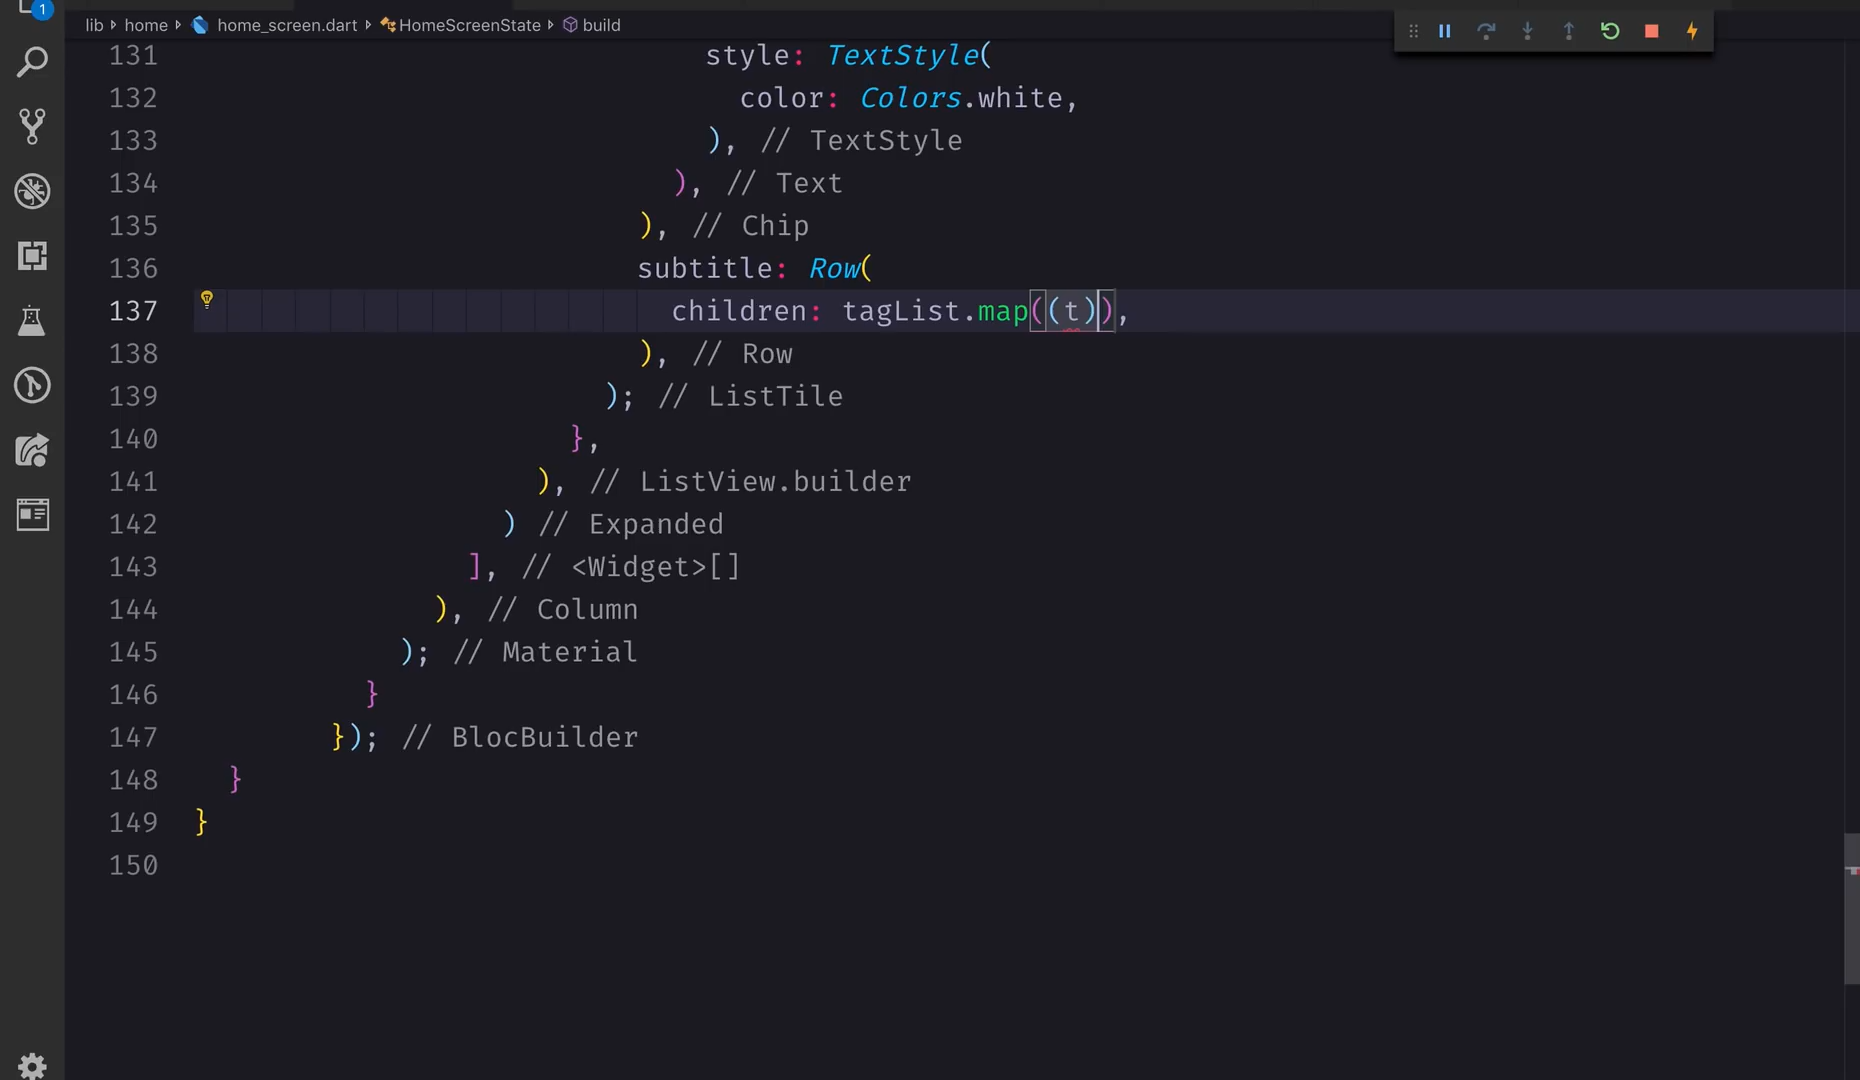 1
lib home home_screen.dart HomeScreenState build
131 style: TextStyle(
132 color: Colors.white,
133 ), // TextStyle
134 ), // Text
135 ), // Chip
136 subtitle: Row(
137 children: tagList.map((t)),
138 ), // Row
139 ); // ListTile
140 },
141 ), // ListView.builder
142 ) // Expanded
143 ], // <Widget>[]
144 ), // Column
145 ); // Material
146 }
147 }); // BlocBuilder
148 }
149 }
150